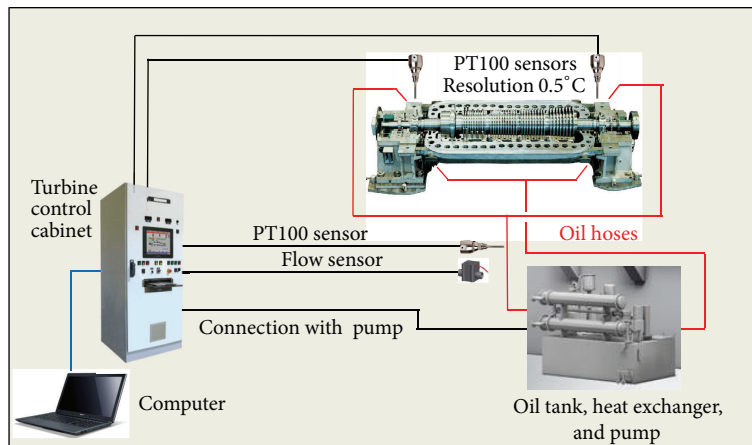 PT100 sensors
Resolution 0.5°C
Turbine
control
cabinet
PT100 sensor
Oil hoses
Flow sensor
Connection with pump
Computer
Oil tank, heat exchanger,
and pump